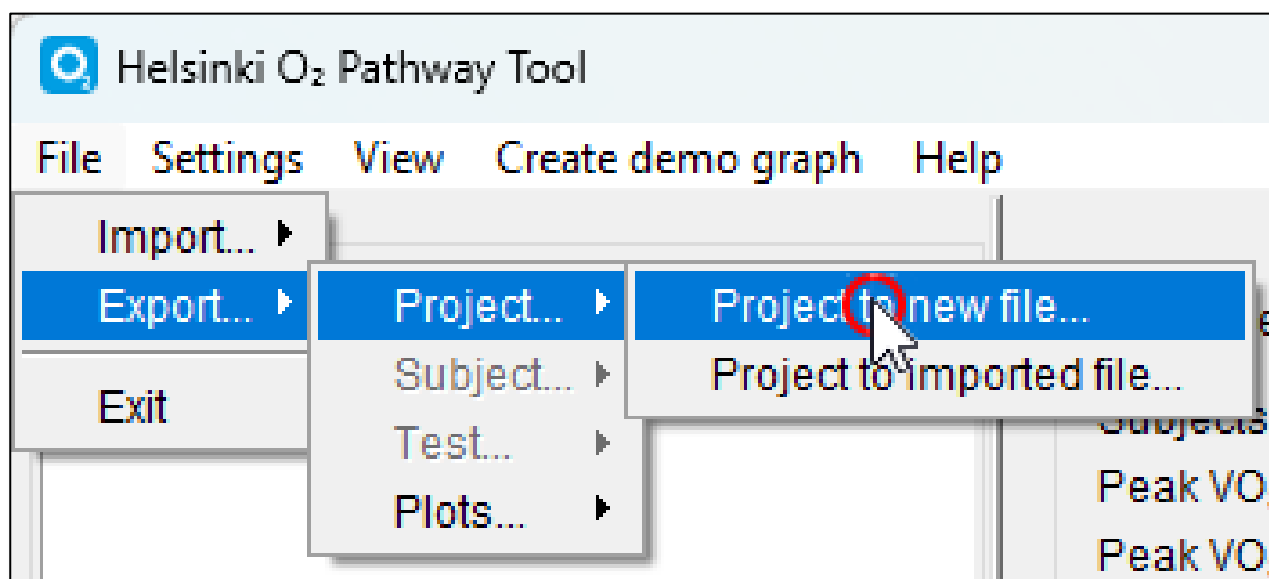 Helsinki O₂ Pathway Tool
File Settings View Create demo graph Help
Import...
Export...
Exit
Project...
Subject...
Test...
Plots...
Project to new file...
Project to imported file...
Subjects
Peak VO
Peak VO